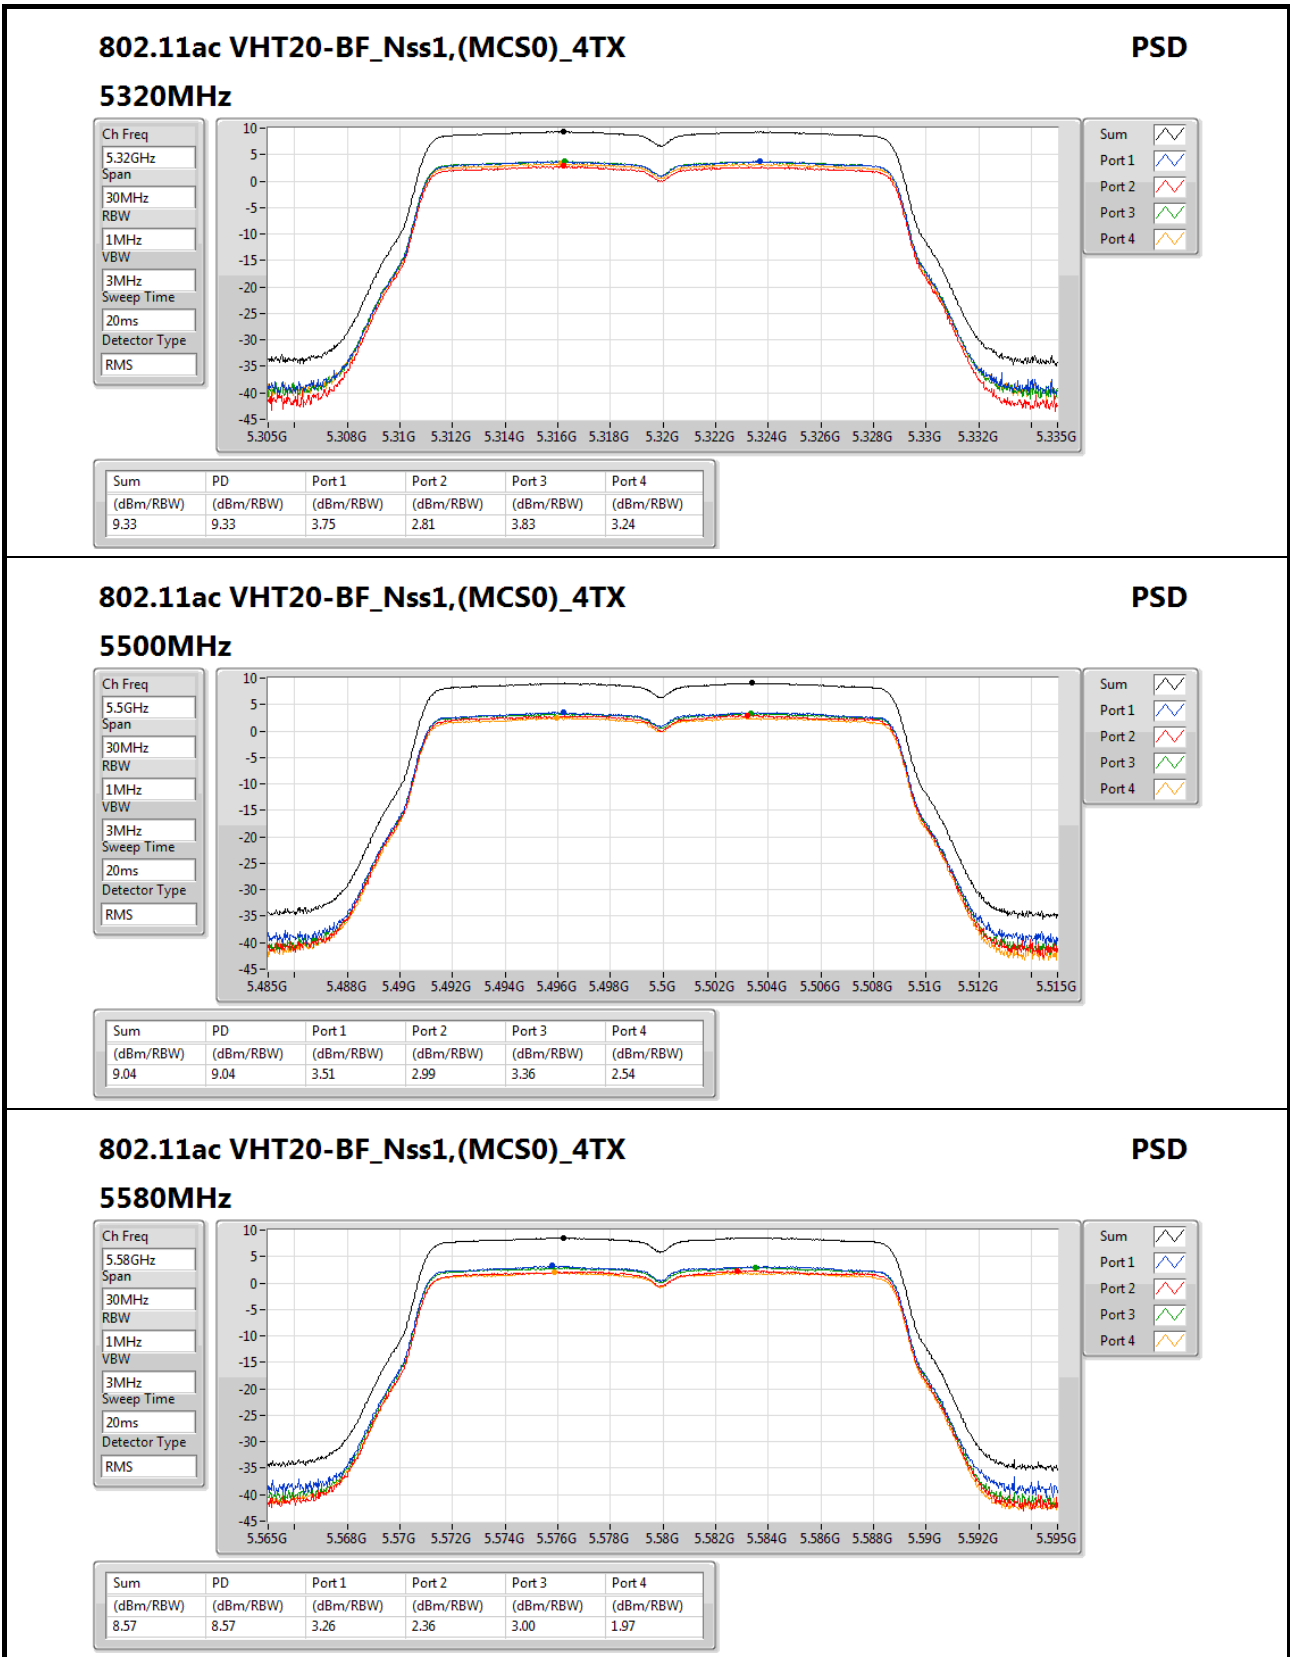 802.11ac VHT20-BF_Nss1,(MCS0)_4TX PSD
5320MHz
Ch Freq
5.32GHz
Span
30MHz
RBW
1MHz
VBW
3MHz
Sweep Time
20ms
Detector Type
RMS
10
5
0
-5
-10
-15
-20
-25
-30
-35
-40
-45
5.305G 5.308G 5.31G 5.312G 5.314G 5.316G 5.318G 5.32G 5.322G 5.324G 5.326G 5.328G 5.33G 5.332G 5.335G
Sum
Port 1
Port 2
Port 3
Port 4
Sum PD Port 1 Port 2 Port 3 Port 4
(dBm/RBW) (dBm/RBW) (dBm/RBW) (dBm/RBW) (dBm/RBW) (dBm/RBW)
9.33 9.33 3.75 2.81 3.83 3.24
802.11ac VHT20-BF_Nss1,(MCS0)_4TX PSD
5500MHz
Ch Freq
5.5GHz
Span
30MHz
RBW
1MHz
VBW
3MHz
Sweep Time
20ms
Detector Type
RMS
10
5
0
-5
-10
-15
-20
-25
-30
-35
-40
-45
5.485G 5.488G 5.49G 5.492G 5.494G 5.496G 5.498G 5.5G 5.502G 5.504G 5.506G 5.508G 5.51G 5.512G 5.515G
Sum
Port 1
Port 2
Port 3
Port 4
Sum PD Port 1 Port 2 Port 3 Port 4
(dBm/RBW) (dBm/RBW) (dBm/RBW) (dBm/RBW) (dBm/RBW) (dBm/RBW)
9.04 9.04 3.51 2.99 3.36 2.54
802.11ac VHT20-BF_Nss1,(MCS0)_4TX PSD
5580MHz
Ch Freq
5.58GHz
Span
30MHz
RBW
1MHz
VBW
3MHz
Sweep Time
20ms
Detector Type
RMS
10
5
0
-5
-10
-15
-20
-25
-30
-35
-40
-45
5.565G 5.568G 5.57G 5.572G 5.574G 5.576G 5.578G 5.58G 5.582G 5.584G 5.586G 5.588G 5.59G 5.592G 5.595G
Sum
Port 1
Port 2
Port 3
Port 4
Sum PD Port 1 Port 2 Port 3 Port 4
(dBm/RBW) (dBm/RBW) (dBm/RBW) (dBm/RBW) (dBm/RBW) (dBm/RBW)
8.57 8.57 3.26 2.36 3.00 1.97